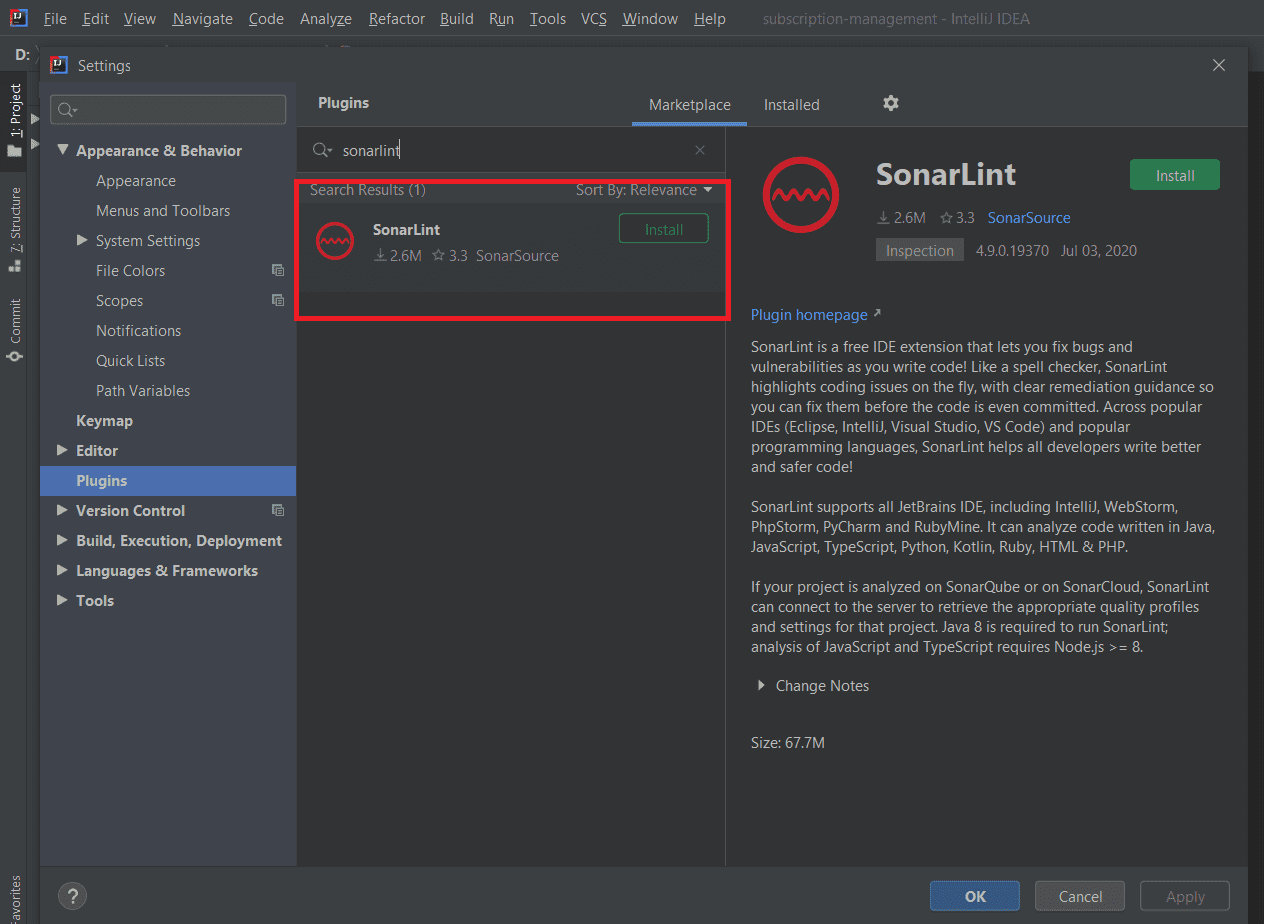 File Edit View Navigate Code Analyze Refactor Build Run Tools VCS Window Help subscription-management - IntelliJ IDEA
D:
Settings
1: Project
7: Structure
Commit
Favorites
Appearance & Behavior
Appearance
Menus and Toolbars
System Settings
File Colors
Scopes
Notifications
Quick Lists
Path Variables
Keymap
Editor
Plugins
Version Control
Build, Execution, Deployment
Languages & Frameworks
Tools
Plugins
Marketplace Installed
sonarlint
Search Results (1) Sort By: Relevance
SonarLint Install
2.6M 3.3 SonarSource
SonarLint Install
2.6M 3.3 SonarSource
Inspection 4.9.0.19370 Jul 03, 2020
Plugin homepage
SonarLint is a free IDE extension that lets you fix bugs and
vulnerabilities as you write code! Like a spell checker, SonarLint
highlights coding issues on the fly, with clear remediation guidance so
you can fix them before the code is even committed. Across popular
IDEs (Eclipse, IntelliJ, Visual Studio, VS Code) and popular
programming languages, SonarLint helps all developers write better
and safer code!
SonarLint supports all JetBrains IDE, including IntelliJ, WebStorm,
PhpStorm, PyCharm and RubyMine. It can analyze code written in Java,
JavaScript, TypeScript, Python, Kotlin, Ruby, HTML & PHP.
If your project is analyzed on SonarQube or on SonarCloud, SonarLint
can connect to the server to retrieve the appropriate quality profiles
and settings for that project. Java 8 is required to run SonarLint;
analysis of JavaScript and TypeScript requires Node.js >= 8.
Change Notes
Size: 67.7M
?
OK Cancel Apply